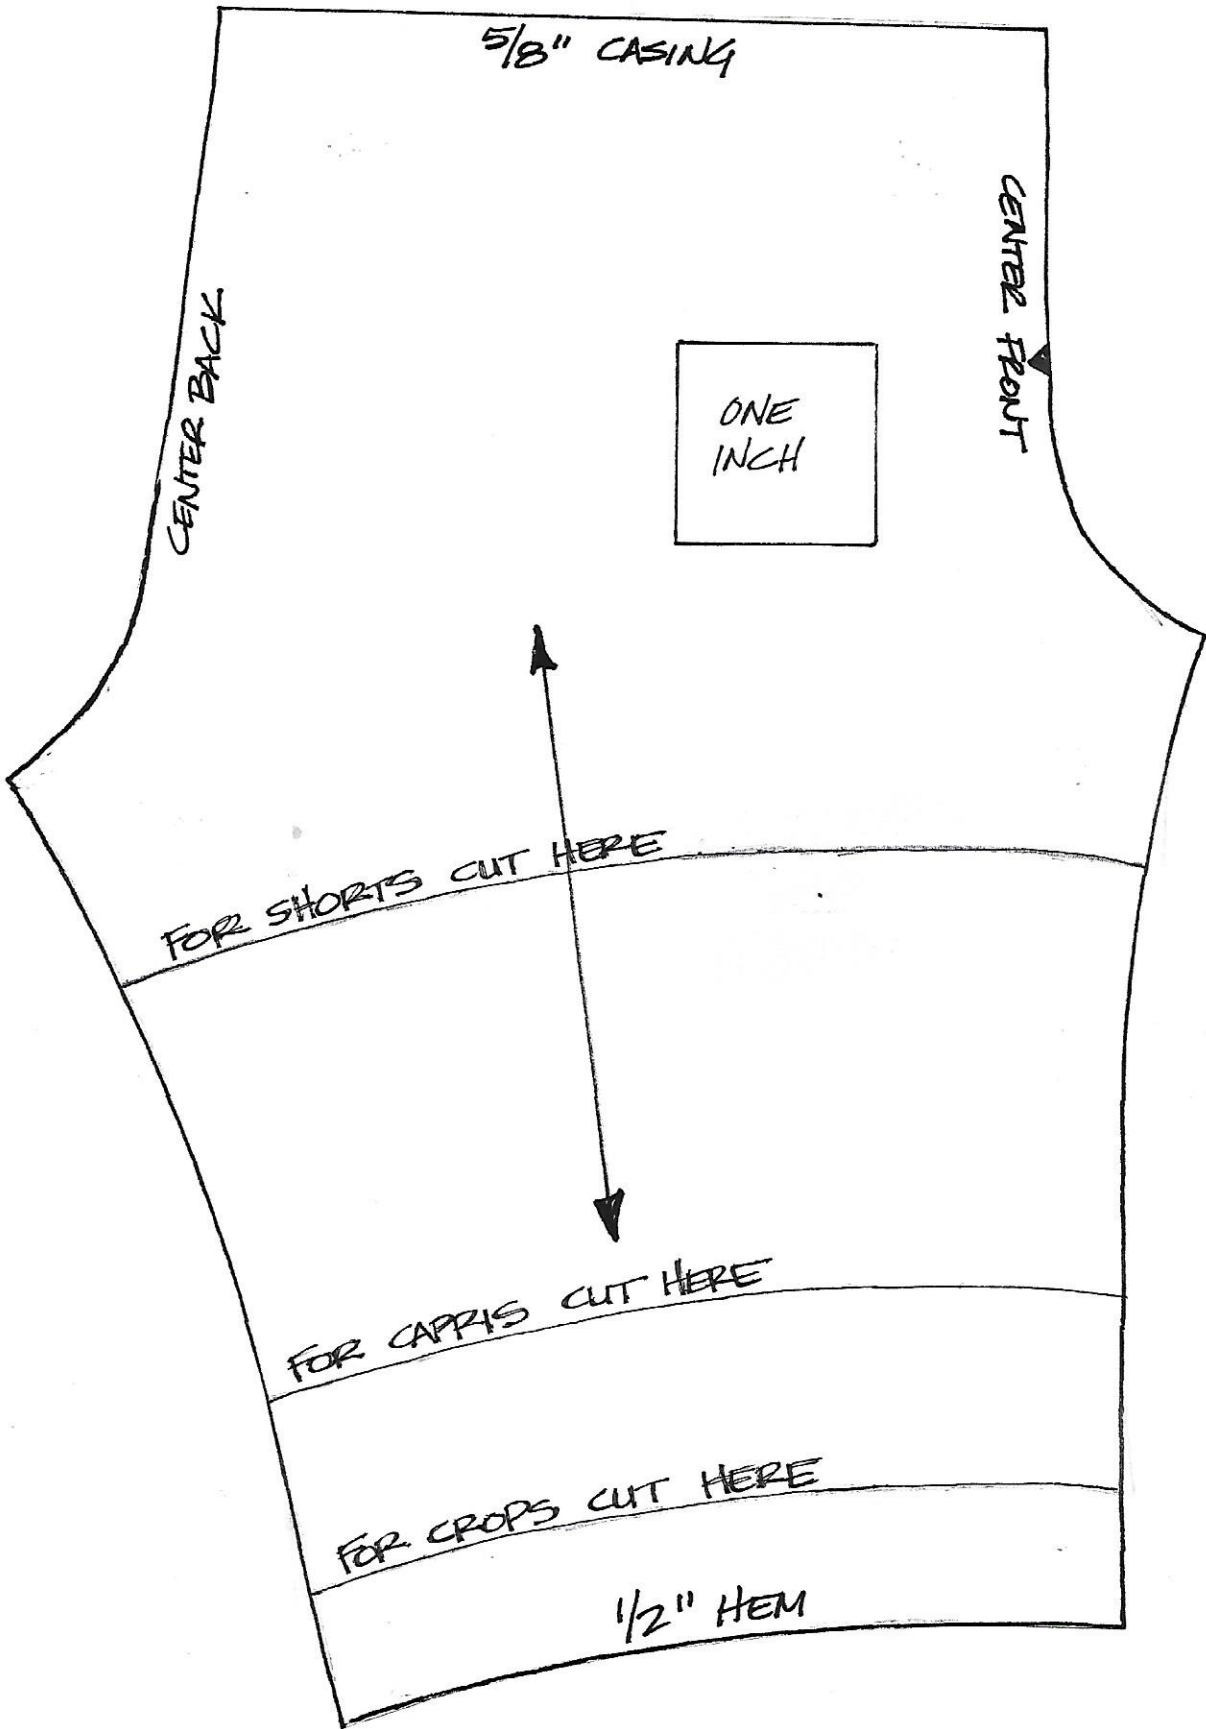 5/8" CASING
CENTER BACK
CENTER FRONT
ONE
INCH
FOR SHORTS CUT HERE
FOR CAPRIS CUT HERE
FOR CROPS CUT HERE
1/2" HEM